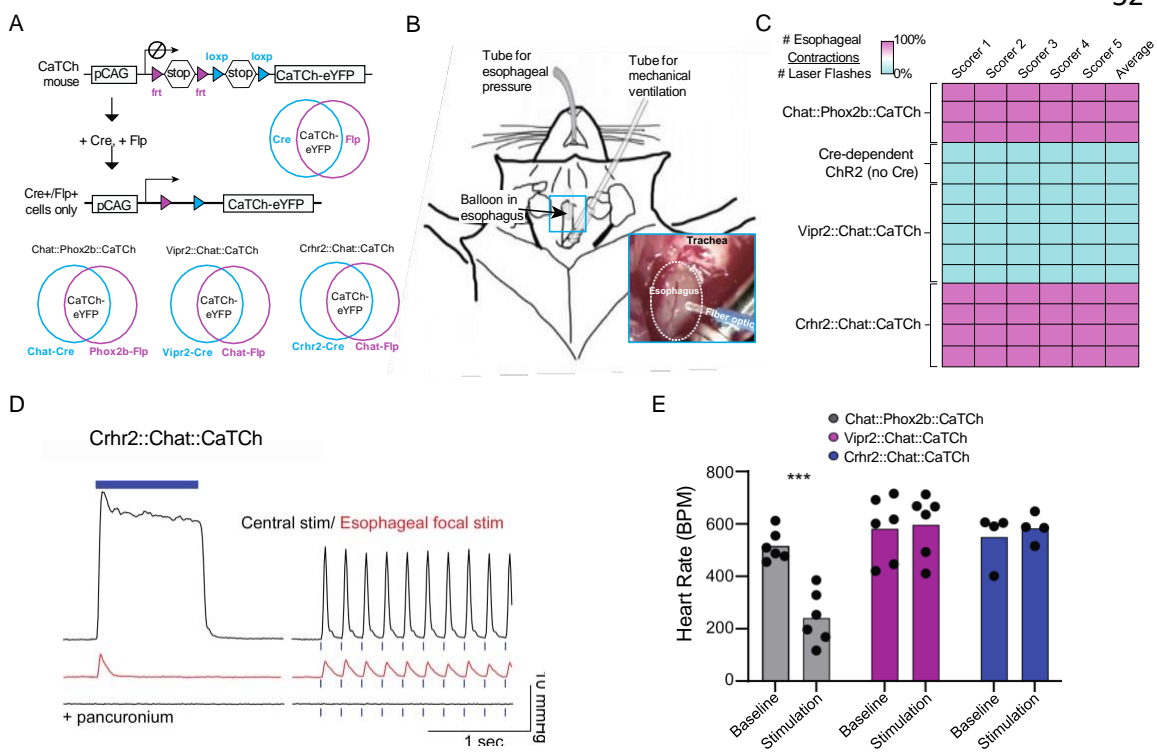 A
CaTCh
mouse
pCAG
stop
stop
loxp
loxp
CaTCh-eYFP
frt
frt
+ Cre, + Flp
Cre
CaTCh-
eYFP
Flp
Cre+/Flp+
cells only
pCAG
CaTCh-eYFP
Chat::Phox2b::CaTCh
Vipr2::Chat::CaTCh
Crhr2::Chat::CaTCh
CaTCh-
eYFP
CaTCh-
eYFP
CaTCh-
eYFP
Chat-Cre
Phox2b-Flp
Vipr2-Cre
Chat-Flp
Crhr2-Cre
Chat-Flp
B
Tube for
esophageal
pressure
Tube for
mechanical
ventilation
Balloon in
esophagus
Trachea
Esophagus
Fiber optic
C
# Esophageal
Contractions
# Laser Flashes
100%
0%
Scorer 1
Scorer 2
Scorer 3
Scorer 4
Scorer 5
Average
Chat::Phox2b::CaTCh
Cre-dependent
ChR2 (no Cre)
Vipr2::Chat::CaTCh
Crhr2::Chat::CaTCh
D
Crhr2::Chat::CaTCh
Central stim/ Esophageal focal stim
+ pancuronium
1 sec
E
Chat::Phox2b::CaTCh
Vipr2::Chat::CaTCh
Crhr2::Chat::CaTCh
Heart Rate (BPM)
800
600
400
200
0
***
Baseline
Stimulation
Baseline
Stimulation
Baseline
Stimulation